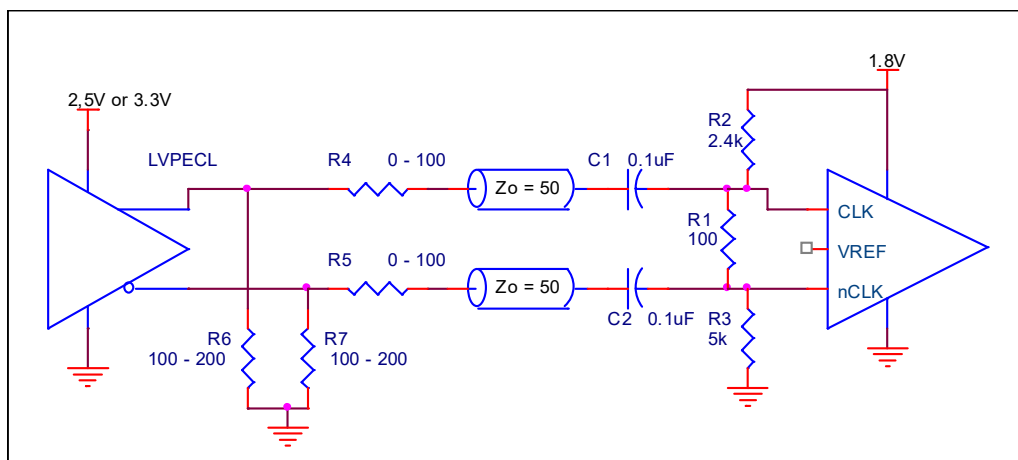 1.8V
2,5V or 3.3V
R2
2.4k
LVPECL
R4 0 - 100
C1 0.1uF
Zo = 50
CLK
R1
100
VREF
R5 0 - 100
Zo = 50
nCLK
C2 0.1uF
R6
100 - 200
R7
100 - 200
R3
5k